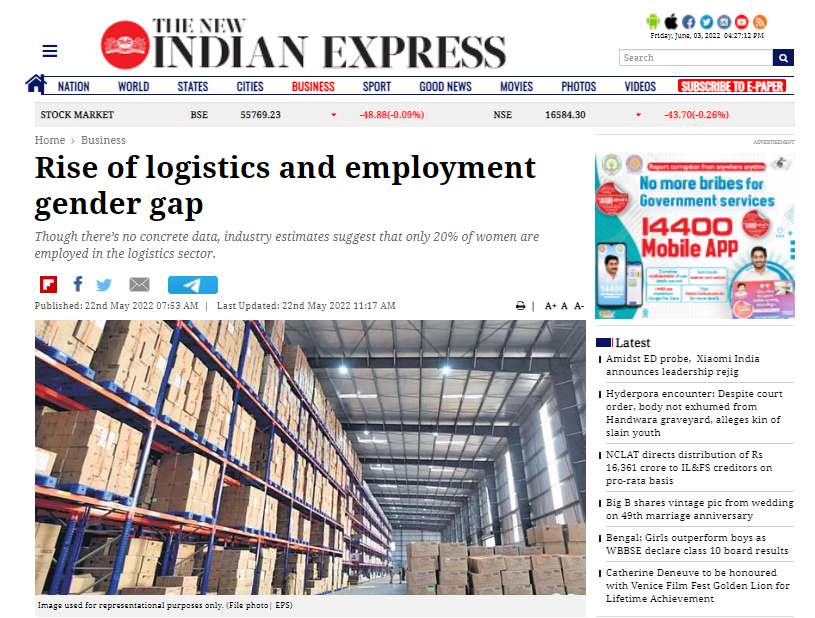 THE NEW
INDIAN EXPRESS
Friday, June, 03, 2022 04:27:12 PM
Search
NATION WORLD STATES CITIES BUSINESS SPORT GOOD NEWS MOVIES PHOTOS VIDEOS SUBSCRIBE TO E-PAPER
STOCK MARKET BSE 55769.23 -48.88(-0.09%) NSE 16584.30 -43.70(-0.26%)
Home › Business
Rise of logistics and employment
gender gap
Though there's no concrete data, industry estimates suggest that only 20% of women are
employed in the logistics sector.
Published: 22nd May 2022 07:53 AM | Last Updated: 22nd May 2022 11:17 AM
| A+ A A-
Image used for representational purposes only. (File photo| EPS)
ADVERTISEMENT
Report corruption from anywhere anytime
No more bribes for
Government services
14400
Mobile APP
Latest
Amidst ED probe, Xiaomi India
announces leadership rejig
Hyderpora encounter: Despite court
order, body not exhumed from
Handwara graveyard, alleges kin of
slain youth
NCLAT directs distribution of Rs
16,361 crore to IL&FS creditors on
pro-rata basis
Big B shares vintage pic from wedding
on 49th marriage anniversary
Bengal: Girls outperform boys as
WBBSE declare class 10 board results
Catherine Deneuve to be honoured
with Venice Film Fest Golden Lion for
Lifetime Achievement